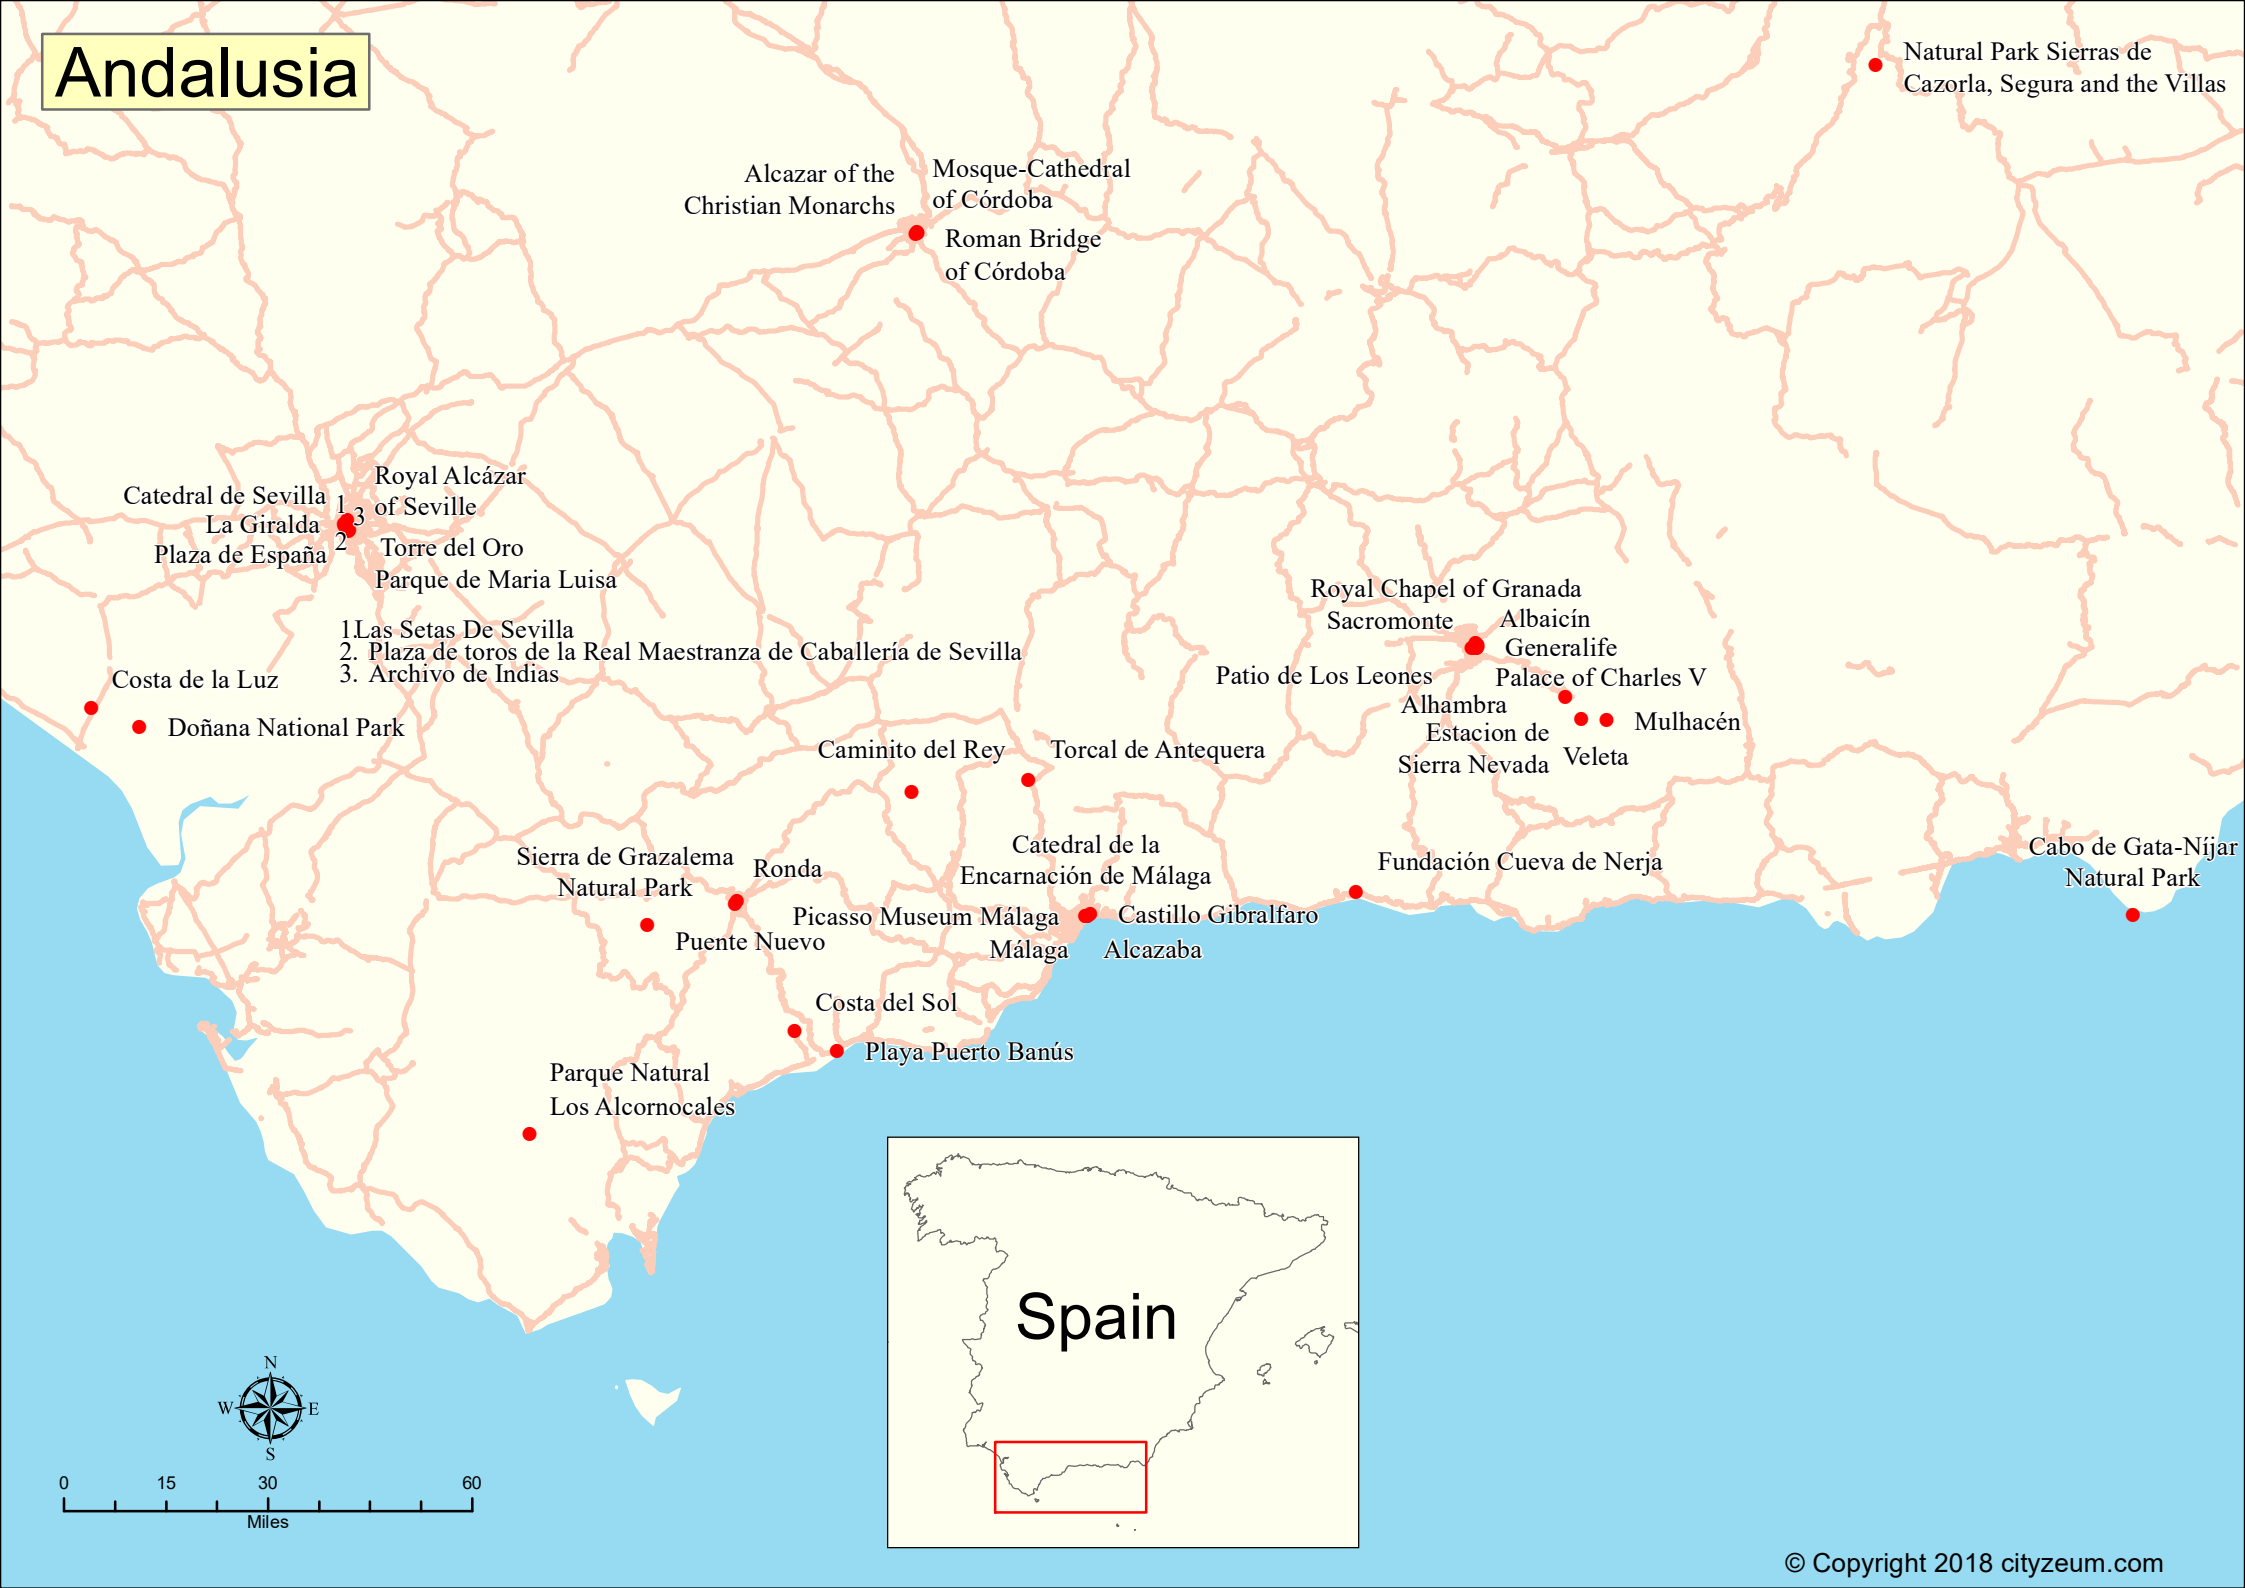 Andalusia
Natural Park Sierras de
Cazorla, Segura and the Villas
Alcazar of the
Christian Monarchs
Mosque-Cathedral
of Córdoba
Roman Bridge
of Córdoba
Royal Alcázar
of Seville
Catedral de Sevilla
1
3
La Giralda
2
Plaza de España
Torre del Oro
Parque de Maria Luisa
1.Las Setas De Sevilla
2. Plaza de toros de la Real Maestranza de Caballería de Sevilla
3. Archivo de Indias
Costa de la Luz
Doñana National Park
Royal Chapel of Granada
Sacromonte
Albaicín
Generalife
Patio de Los Leones
Palace of Charles V
Alhambra
Estacion de
Sierra Nevada
Veleta
Mulhacén
Caminito del Rey
Torcal de Antequera
Sierra de Grazalema
Natural Park
Ronda
Puente Nuevo
Catedral de la
Encarnación de Málaga
Picasso Museum Málaga
Castillo Gibralfaro
Málaga
Alcazaba
Fundación Cueva de Nerja
Cabo de Gata-Níjar
Natural Park
Costa del Sol
Playa Puerto Banús
Parque Natural
Los Alcornocales
Spain
N
W
E
S
0 15 30 60
Miles
© Copyright 2018 cityzeum.com